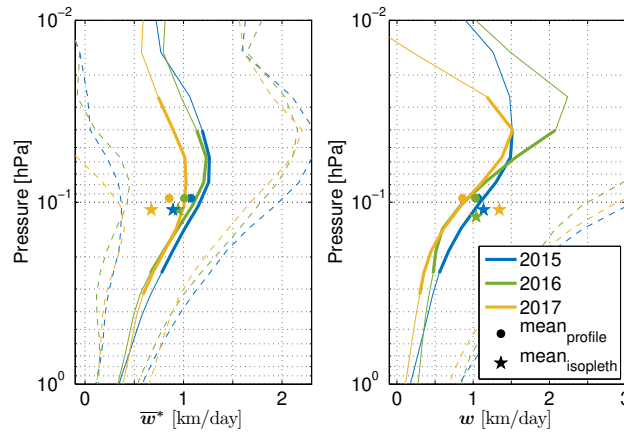 10⁻²
10⁻¹
10⁰
Pressure [hPa]
0
1
2
w̅* [km/day]
10⁻²
10⁻¹
10⁰
Pressure [hPa]
0
1
2
3
w [km/day]
2015
2016
2017
mean_profile
mean_isopleth